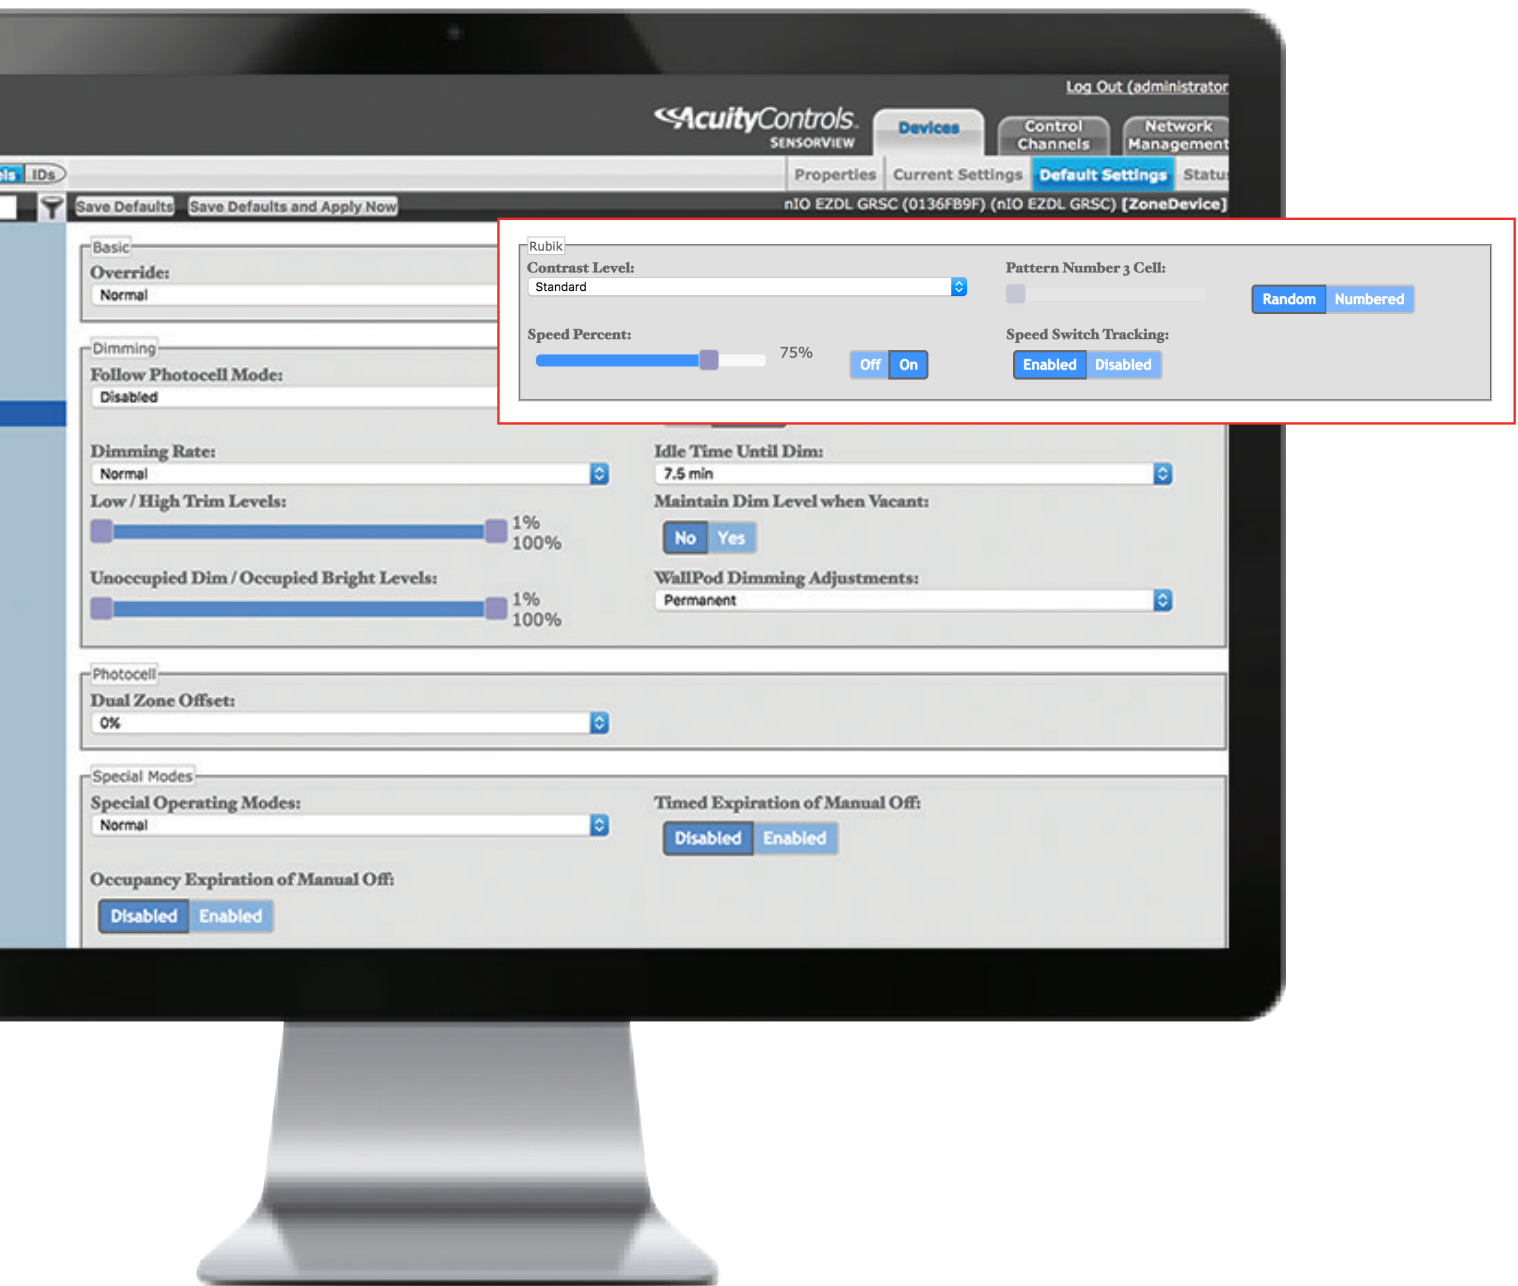 Log Out (administrator
AcuityControls.
SENSORVIEW
Devices
Control Channels
Network Management
IDs
Properties
Current Settings
Default Settings
Save Defaults
Save Defaults and Apply Now
nIO EZDL GRSC (0136FB9F) (nIO EZDL GRSC) [ZoneDevice]
Basic
Override:
Normal
Rubik
Contrast Level:
Standard
Pattern Number 3 Cell:
Random
Numbered
Speed Percent:
75%
Off
On
Speed Switch Tracking:
Enabled
Disabled
Dimming
Follow Photocell Mode:
Disabled
Dimming Rate:
Normal
Idle Time Until Dim:
7.5 min
Low / High Trim Levels:
1%
100%
Maintain Dim Level when Vacant:
No
Yes
Unoccupied Dim / Occupied Bright Levels:
1%
100%
WallPod Dimming Adjustments:
Permanent
Photocell
Dual Zone Offset:
0%
Special Modes
Special Operating Modes:
Normal
Timed Expiration of Manual Off:
Disabled
Enabled
Occupancy Expiration of Manual Off:
Disabled
Enabled